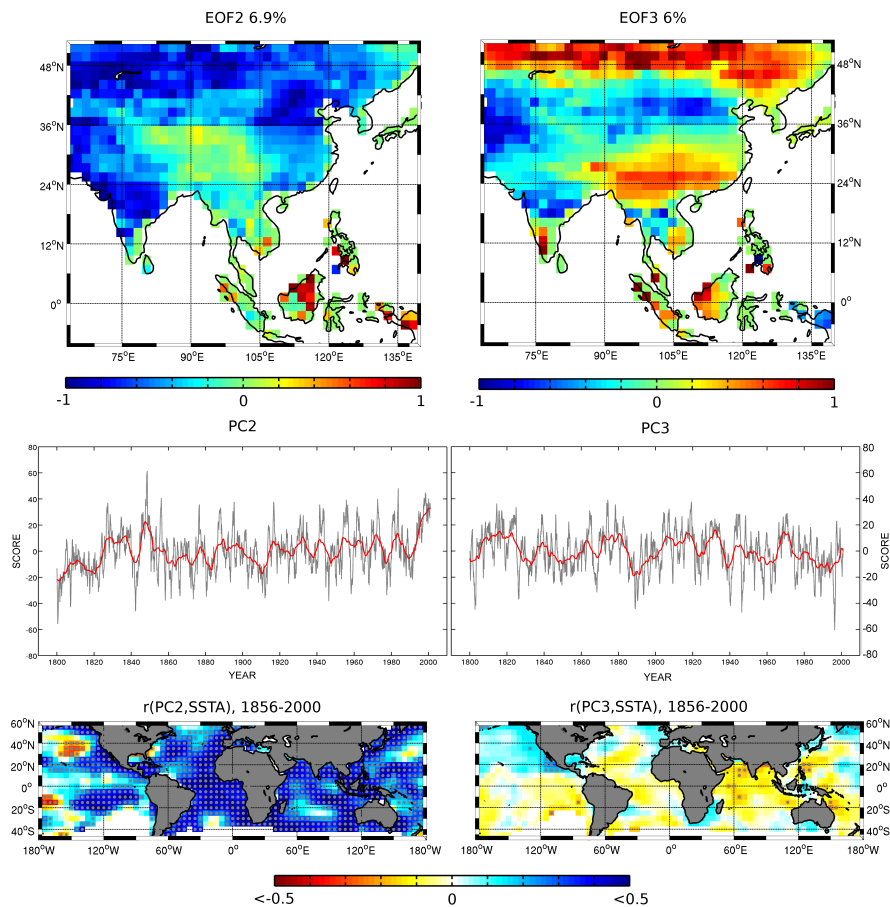 EOF2 6.9%
EOF3 6%
48°N
36°N
24°N
12°N
0°
75°E
90°E
105°E
120°E
135°E
48°N
36°N
24°N
12°N
0°
75°E
90°E
105°E
120°E
135°E
-1
0
1
-1
0
1
PC2
PC3
80
60
40
20
0
-20
-40
-60
-80
SCORE
1800
1820
1840
1860
1880
1900
1920
1940
1960
1980
2000
YEAR
80
60
40
20
0
-20
-40
-60
-80
SCORE
1800
1820
1840
1860
1880
1900
1920
1940
1960
1980
2000
YEAR
r(PC2,SSTA), 1856-2000
r(PC3,SSTA), 1856-2000
60°N
40°N
20°N
0°
20°S
40°S
180°W
120°W
60°W
0°
60°E
120°E
180°W
60°N
40°N
20°N
0°
20°S
40°S
180°W
120°W
60°W
0°
60°E
120°E
180°W
<-0.5
0
<0.5